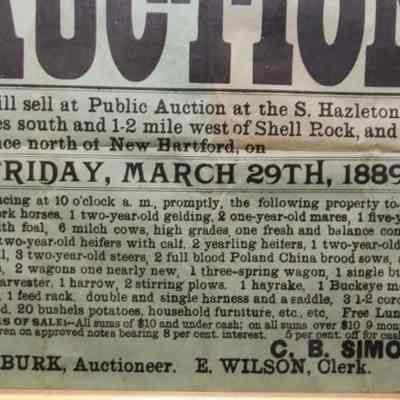 AUCTION
ill sell at Public Auction at the S. Hazleton
es south and 1-2 mile west of Shell Rock, and
nce north of New Hartford, on
FRIDAY, MARCH 29TH, 1889
ncing at 10 o'clock a. m., promptly, the following property to-
ork horses, 1 two-year-old gelding, 2 one-year-old mares, 1 five-y
with foal, 6 milch cows, high grades, one fresh and balance con
two-year-old heifers with calf, 2 yearling heifers, 1 two-year-o
ll, 3 two-year-old steers, 2 full blood Poland China brood sows, a
s, 2 wagons one nearly new, 1 three-spring wagon, 1 single bu
arvester, 1 harrow, 2 stirring plows. 1 hayrake, 1 Buckeye m
, 1 feed rack. double and single harness and a saddle, 3 1-2 cord
d, 20 bushels potatoes, household furniture, etc., etc. Free Lun
S OF SALE:—All sums of $10 and under cash; on all sums over $10 9 mon
ren on approved notes bearing 8 per cent. interest. 5 per cent. off for cash
C. B. SIMO
BURK, Auctioneer. E. WILSON, Clerk.